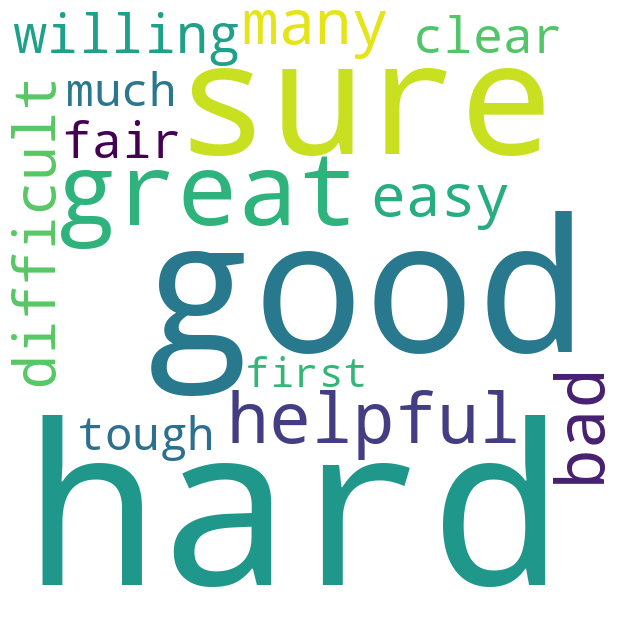 willing
many
clear
much
sure
fair
difficult
great
easy
good
first
bad
helpful
tough
hard